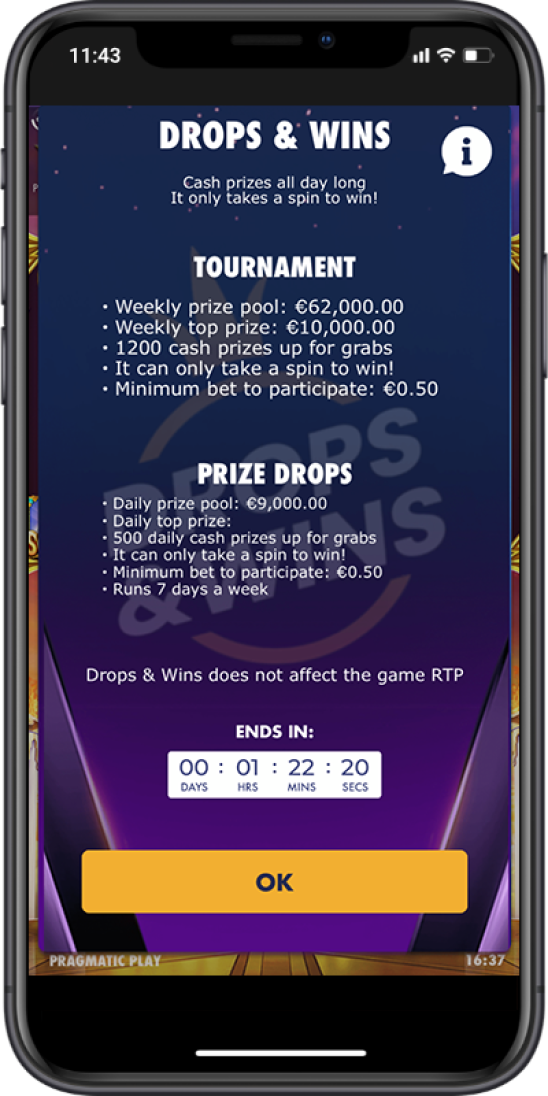 11:43
DROPS & WINS
i
Cash prizes all day long
It only takes a spin to win!
TOURNAMENT
• Weekly prize pool: €62,000.00
• Weekly top prize: €10,000.00
• 1200 cash prizes up for grabs
• It can only take a spin to win!
• Minimum bet to participate: €0.50
DROPS
& WINS
PRIZE DROPS
• Daily prize pool: €9,000.00
• Daily top prize:
• 500 daily cash prizes up for grabs
• It can only take a spin to win!
• Minimum bet to participate: €0.50
• Runs 7 days a week
Drops & Wins does not affect the game RTP
ENDS IN:
00 : 01 : 22 : 20
DAYS HRS MINS SECS
OK
PRAGMATIC PLAY 16:37